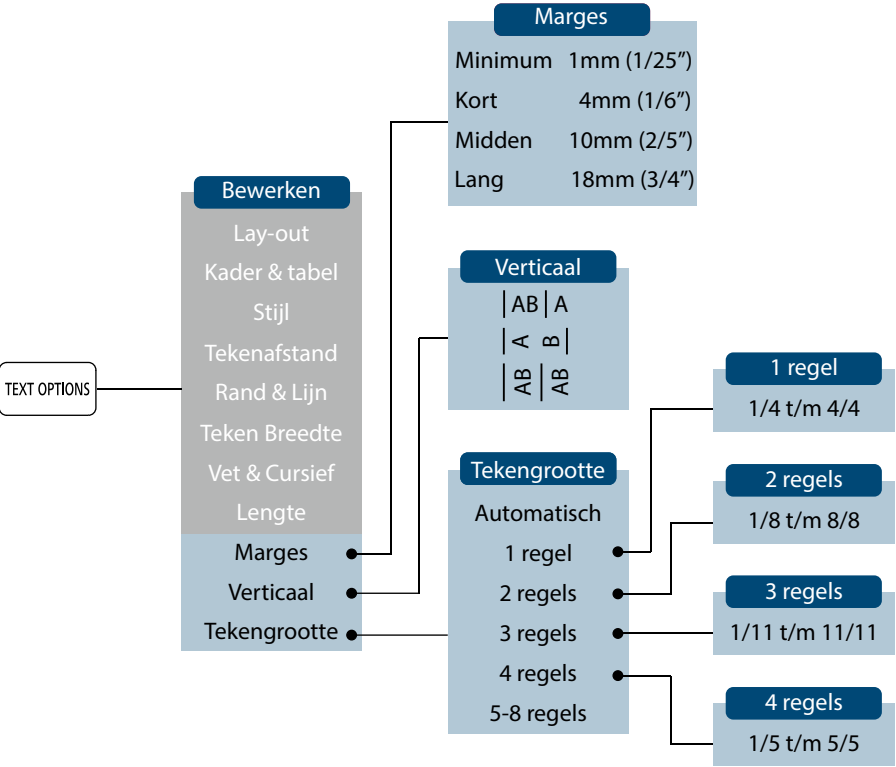 TEXT OPTIONS
Bewerken
Lay-out
Kader & tabel
Stijl
Tekenafstand
Rand & Lijn
Teken Breedte
Vet & Cursief
Lengte
Marges
Verticaal
Tekengrootte
Marges
Minimum 1mm (1/25”)
Kort 4mm (1/6”)
Midden 10mm (2/5”)
Lang 18mm (3/4”)
Verticaal
AB A
A B
AB AB
Tekengrootte
Automatisch
1 regel
2 regels
3 regels
4 regels
5-8 regels
1 regel
1/4 t/m 4/4
2 regels
1/8 t/m 8/8
3 regels
1/11 t/m 11/11
4 regels
1/5 t/m 5/5